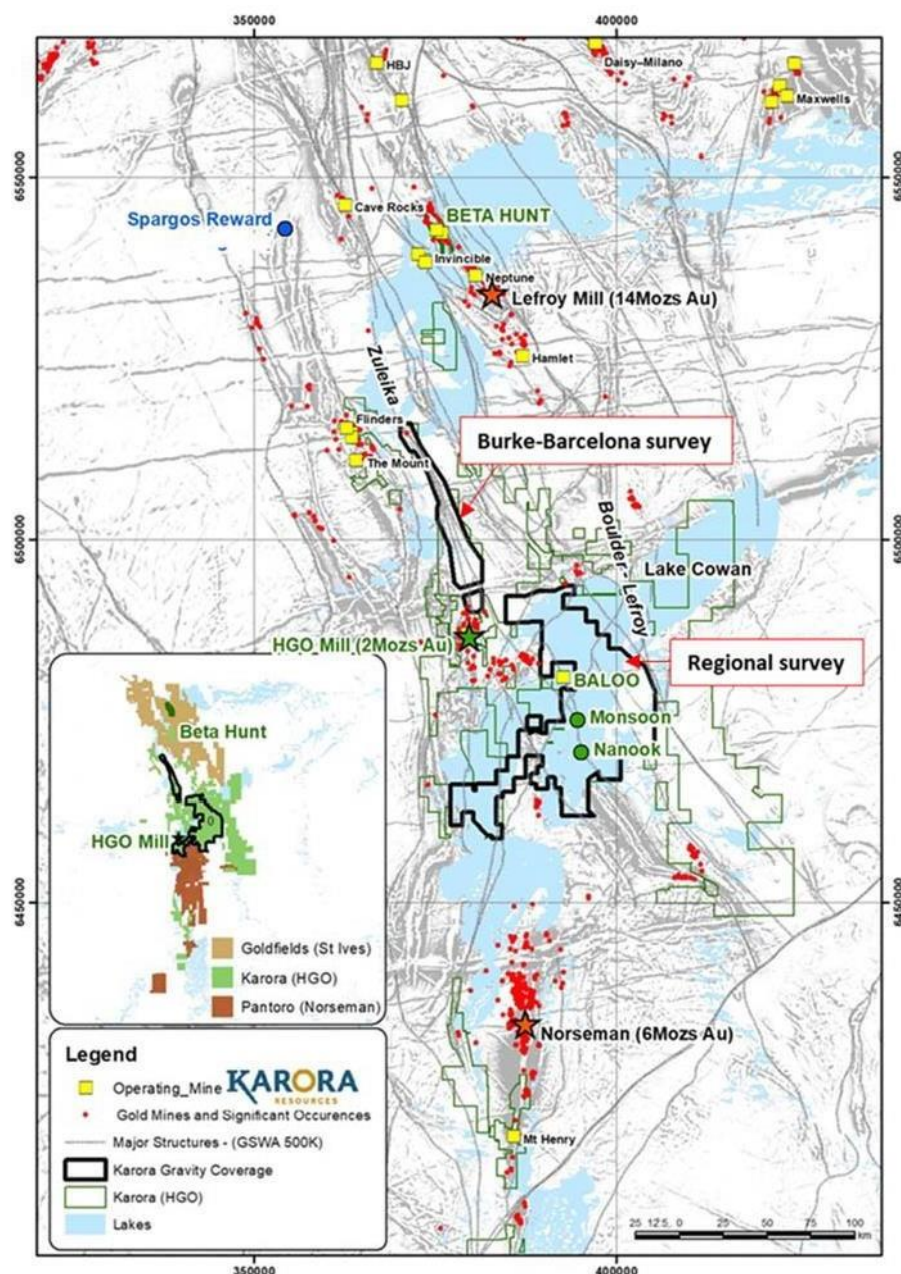 350000
400000
HBJ
Daisy–Milano
Maxwells
6550000
6550000
Cave Rocks
BETA HUNT
Spargos Reward
Invincible
Neptune
Lefroy Mill (14Mozs Au)
Hamlet
Zuleika
Flinders
Burke-Barcelona survey
The Mount
6500000
6500000
Boulder - Lefroy
Lake Cowan
HGO Mill (2Mozs Au)
Regional survey
BALOO
Monsoon
Nanook
Beta Hunt
HGO Mill
6450000
6450000
Goldfields (St Ives)
Karora (HGO)
Pantoro (Norseman)
Norseman (6Mozs Au)
Legend
Operating_Mine
KARORA
RESOURCES
Gold Mines and Significant Occurences
Major Structures - (GSWA 500K)
Mt Henry
Karora Gravity Coverage
Karora (HGO)
Lakes
25 12.5 0 25 50 75 100
km
350000
400000